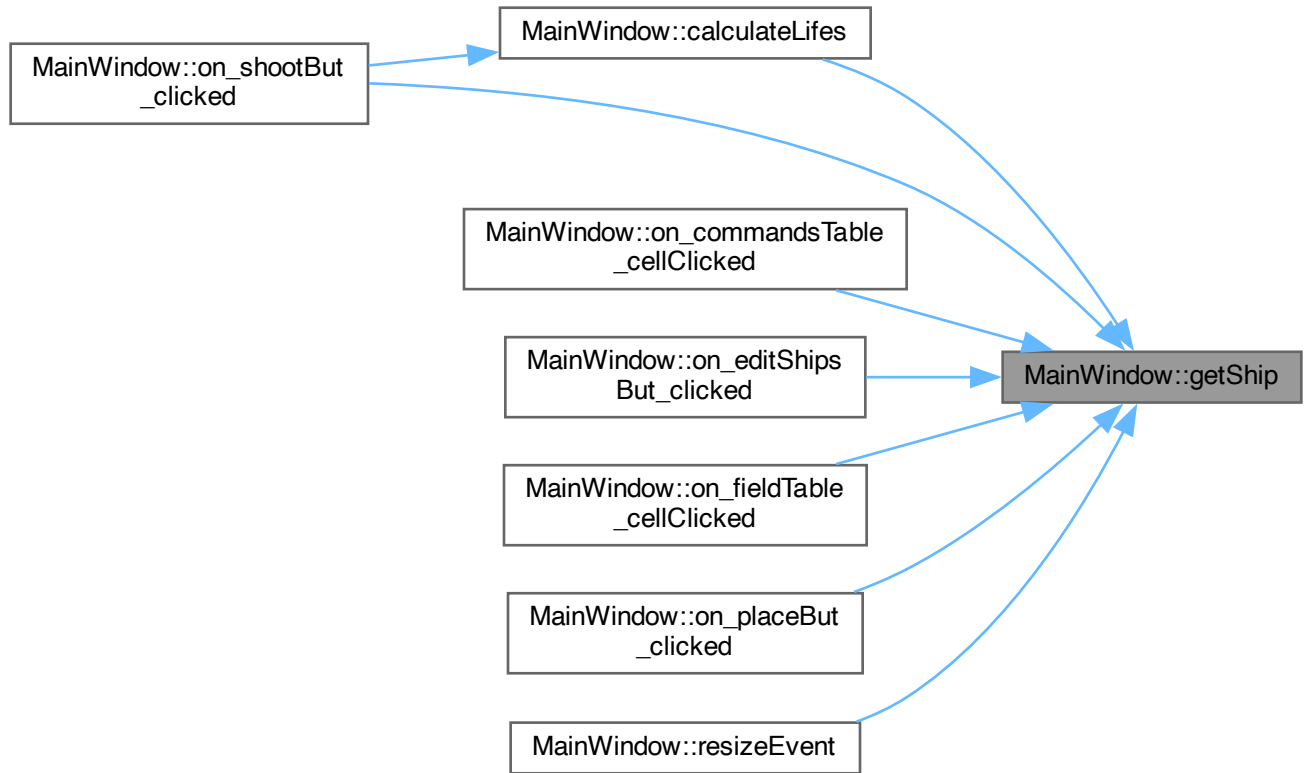 MainWindow::calculateLifes
MainWindow::on_shootBut
_clicked
MainWindow::on_commandsTable
_cellClicked
MainWindow::on_editShips
But_clicked
MainWindow::getShip
MainWindow::on_fieldTable
_cellClicked
MainWindow::on_placeBut
_clicked
MainWindow::resizeEvent